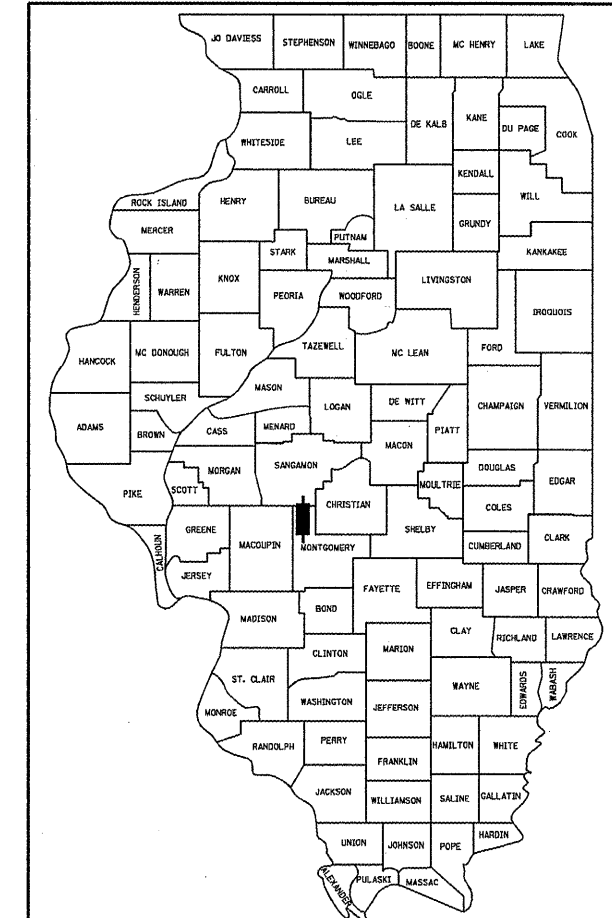 JO DAVIESS
STEPHENSON
WINNEBAGO
BOONE
MC HENRY
LAKE
CARROLL
OGLE
DE KALB
KANE
DU PAGE
COOK
WHITESIDE
LEE
KENDALL
WILL
ROCK ISLAND
HENRY
BUREAU
LA SALLE
GRUNDY
MERCER
PUTNAM
STARK
MARSHALL
KANKAKEE
HENDERSON
WARREN
KNOX
PEORIA
WOODFORD
LIVINGSTON
IROQUOIS
HANCOCK
MC DONOUGH
FULTON
TAZEWELL
MC LEAN
FORD
MASON
SCHUYLER
LOGAN
DE WITT
CHAMPAIGN
VERMILION
ADAMS
BROWN
CASS
MENARD
MACON
PIATT
MORGAN
SANGAMON
DOUGLAS
EDGAR
PIKE
SCOTT
CHRISTIAN
MOULTRIE
COLES
GREENE
MACOUPIN
MONTGOMERY
SHELBY
CUMBERLAND
CLARK
CALHOUN
JERSEY
FAYETTE
EFFINGHAM
JASPER
CRAWFORD
MADISON
BOND
CLAY
RICHLAND
LAWRENCE
CLINTON
MARION
ST. CLAIR
WAYNE
EDWARDS
WABASH
MONROE
WASHINGTON
JEFFERSON
RANDOLPH
PERRY
HAMILTON
WHITE
FRANKLIN
JACKSON
WILLIAMSON
SALINE
GALLATIN
UNION
JOHNSON
POPE
HARDIN
ALEXANDER
PULASKI
MASSAC